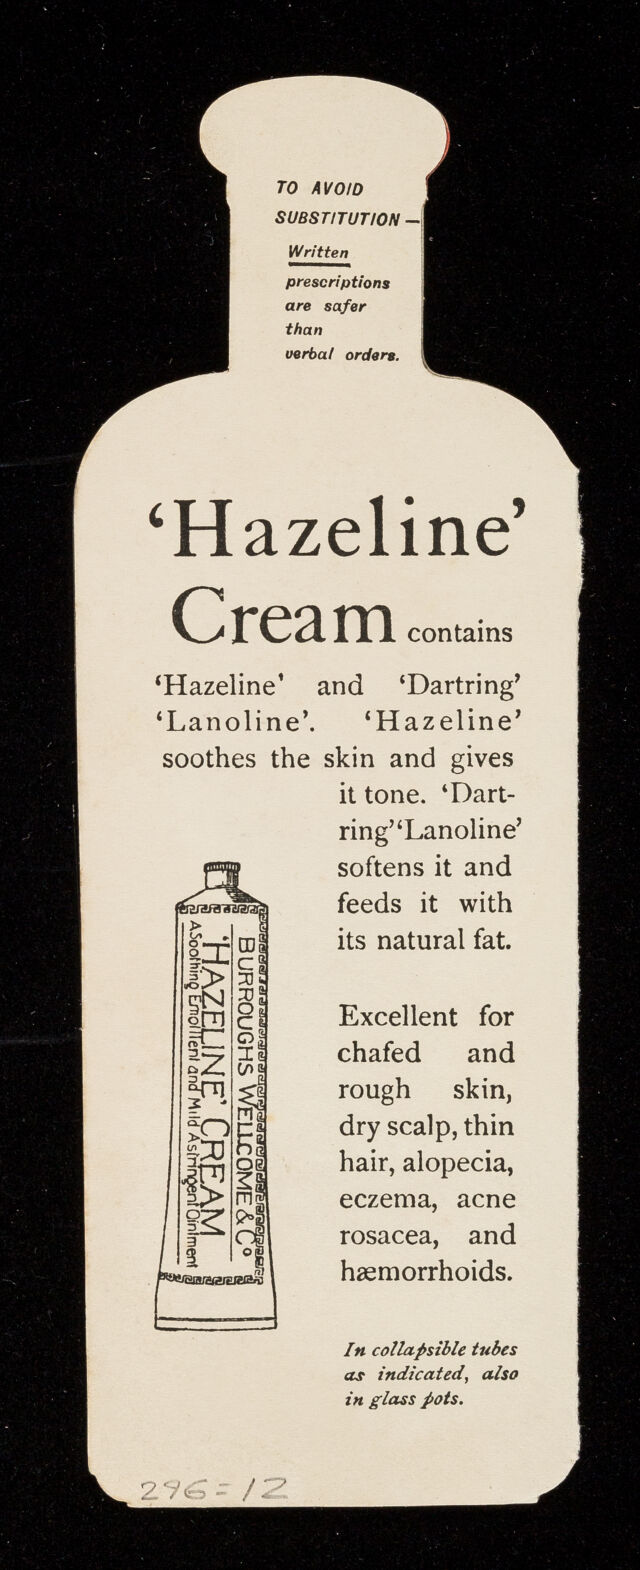 TO AVOID
SUBSTITUTION—
Written
prescriptions
are safer
than
verbal orders.
‘Hazeline’
Cream contains
‘Hazeline’ and ‘Dartring’
‘Lanoline’. ‘Hazeline’
soothes the skin and gives
it tone. ‘Dart-
ring’ ‘Lanoline’
softens it and
feeds it with
its natural fat.
Excellent for
chafed and
rough skin,
dry scalp, thin
hair, alopecia,
eczema, acne
rosacea, and
hæmorrhoids.
In collapsible tubes
as indicated, also
in glass pots.
BURROUGHS WELLCOME & Co
‘HAZELINE’ CREAM
A Soothing Emollient and Mild Astringent Ointment
296=12